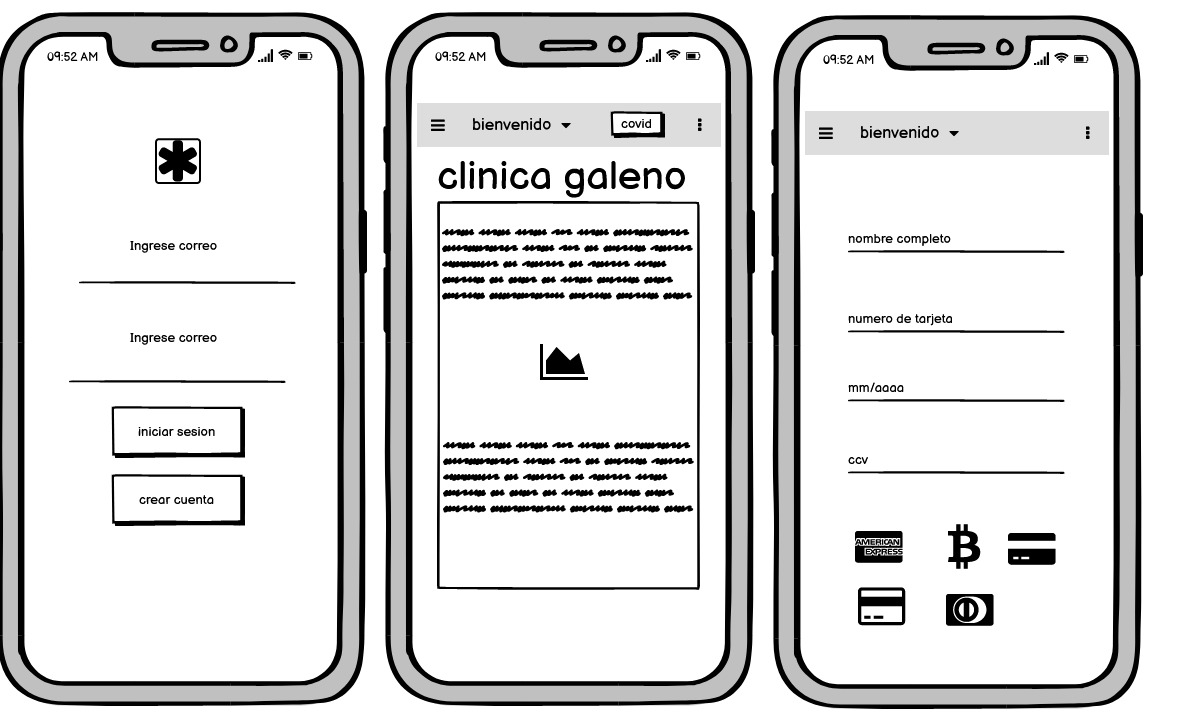 09:52 AM
Ingrese correo
Ingrese correo
iniciar sesion
crear cuenta
09:52 AM
bienvenido
covid
clinica galeno
09:52 AM
bienvenido
nombre completo
numero de tarjeta
mm/aaaa
ccv
AMERICAN
EXPRESS